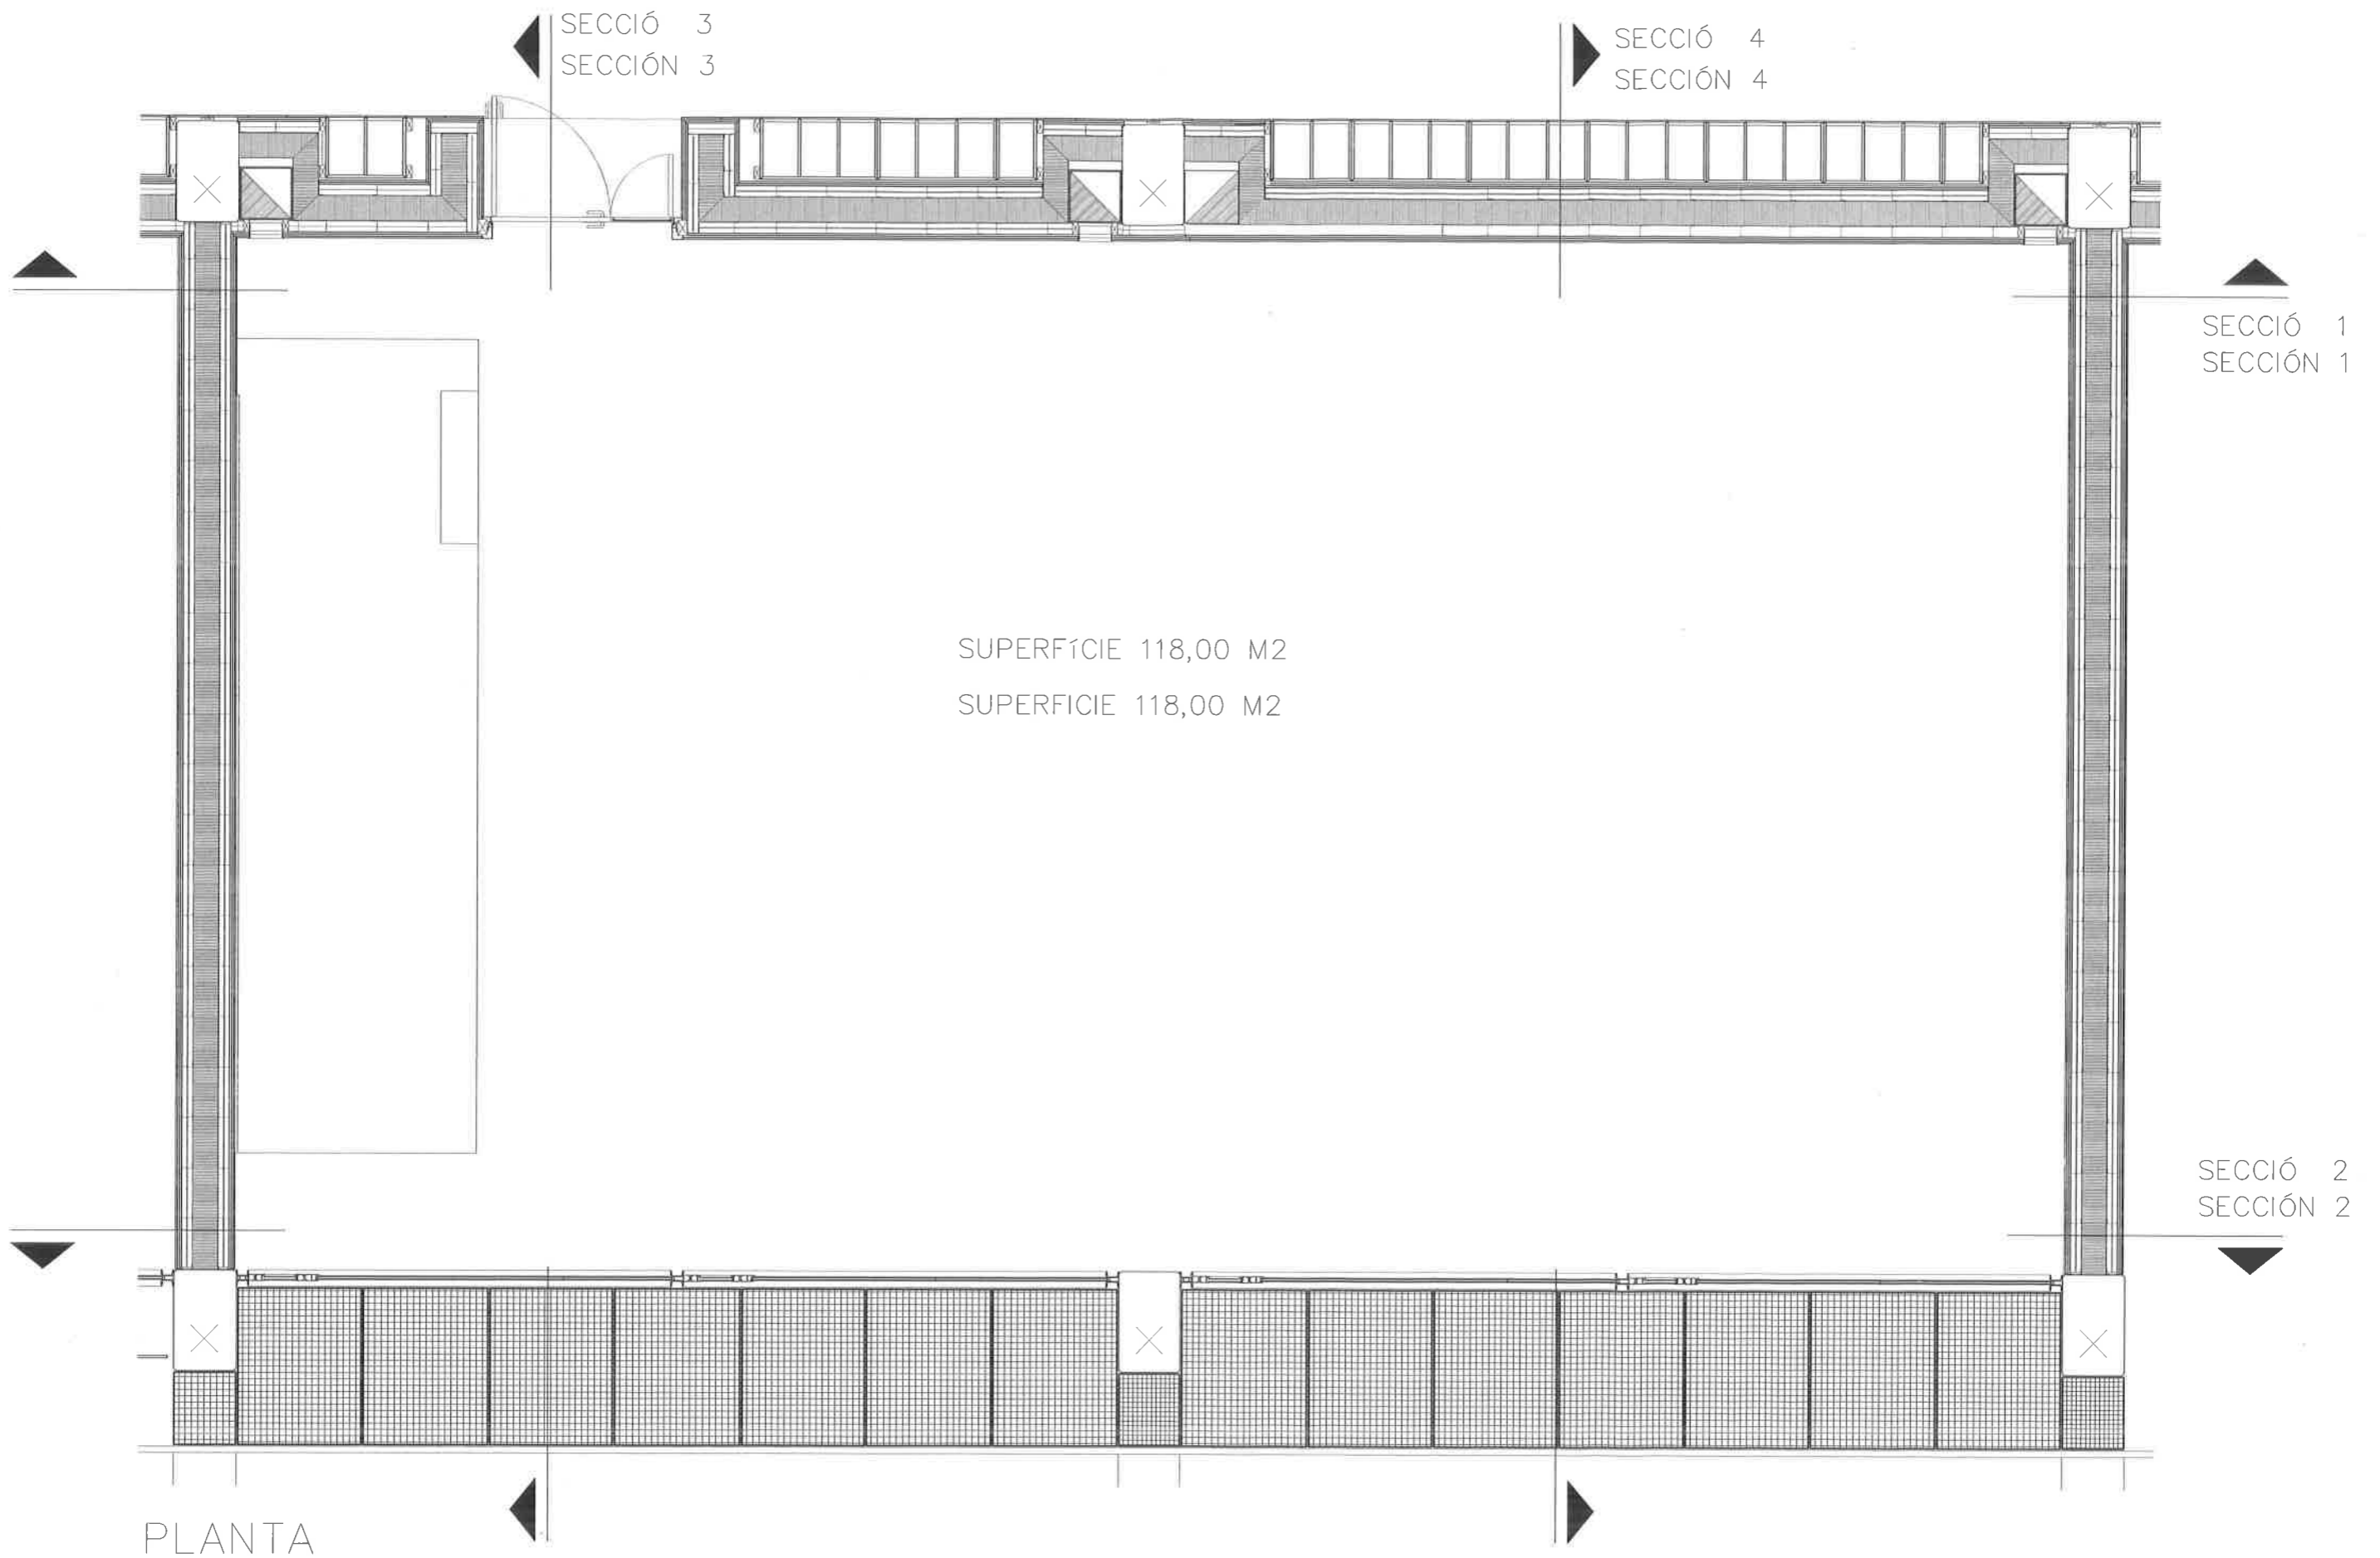 SECCIÓ 3
SECCIÓN 3
SECCIÓ 4
SECCIÓN 4
SECCIÓ 1
SECCIÓN 1
SUPERFíCIE 118,00 M2
SUPERFICIE 118,00 M2
SECCIÓ 2
SECCIÓN 2
PLANTA